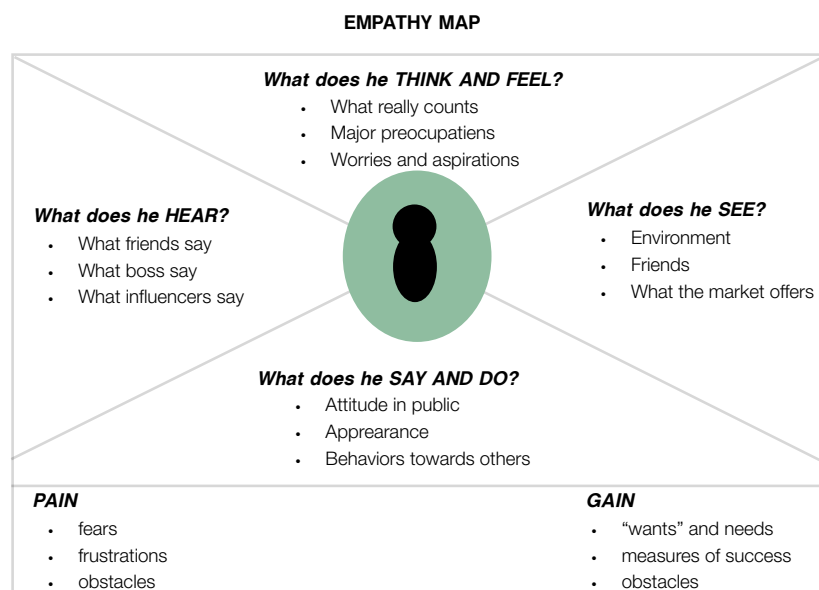 EMPATHY MAP
What does he THINK AND FEEL?
• What really counts
• Major preocupatiens
• Worries and aspirations
What does he HEAR?
• What friends say
• What boss say
• What influencers say
What does he SEE?
• Environment
• Friends
• What the market offers
What does he SAY AND DO?
• Attitude in public
• Apprearance
• Behaviors towards others
PAIN
• fears
• frustrations
• obstacles
GAIN
• “wants” and needs
• measures of success
• obstacles